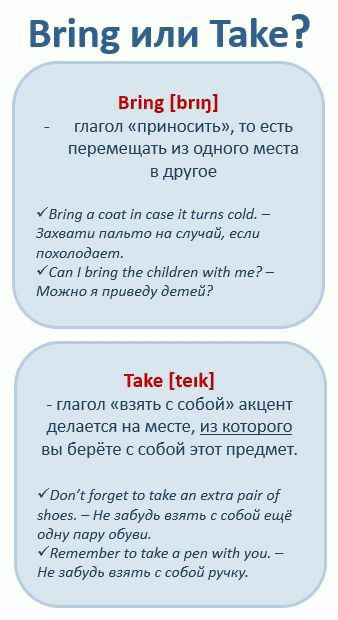 Bring или Take?
Bring [brɪŋ]
- глагол «приносить», то есть
перемещать из одного места
в другое
✓Bring a coat in case it turns cold. –
Захвати пальто на случай, если
похолодает.
✓Can I bring the children with me? –
Можно я приведу детей?
Take [teɪk]
- глагол «взять с собой» акцент
делается на месте, из которого
вы берёте с собой этот предмет.
✓Don’t forget to take an extra pair of
shoes. – Не забудь взять с собой ещё
одну пару обуви.
✓Remember to take a pen with you. –
Не забудь взять с собой ручку.